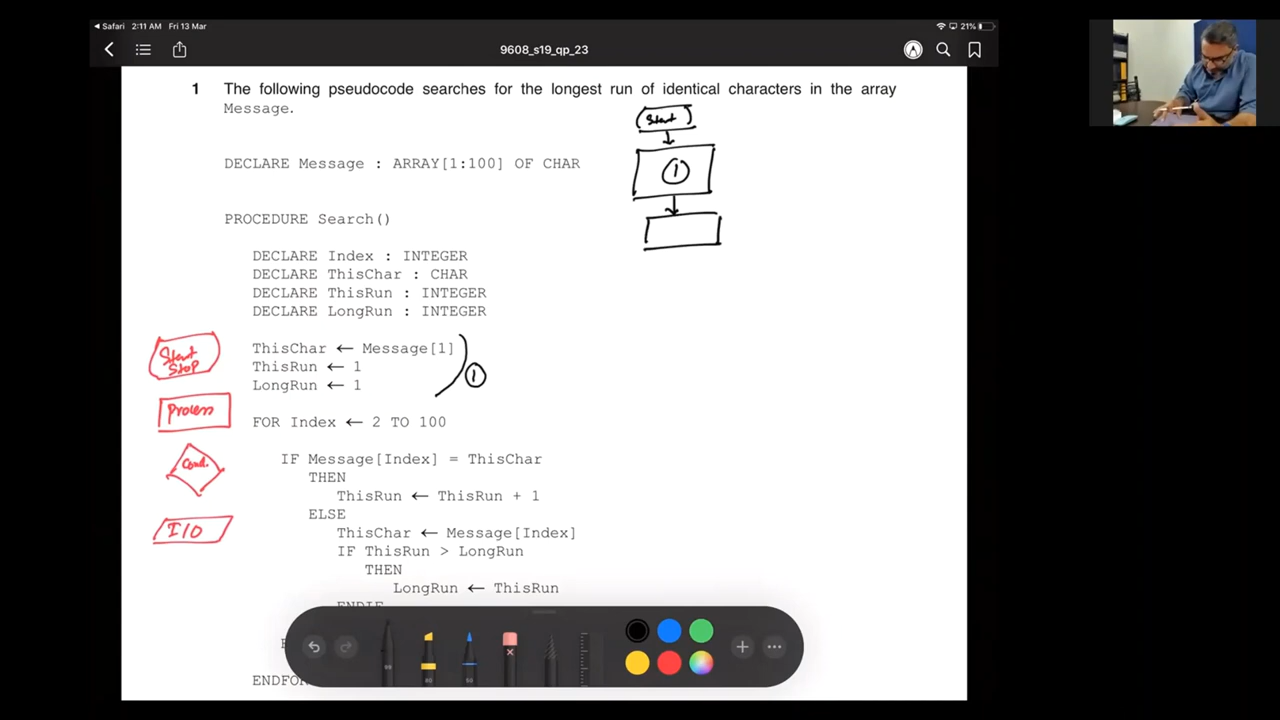 Safari 2:11 AM Fri 13 Mar
21%
9608_s19_qp_23
1 The following pseudocode searches for the longest run of identical characters in the array
Message.
Start
DECLARE Message : ARRAY[1:100] OF CHAR
1
PROCEDURE Search()
DECLARE Index : INTEGER
DECLARE ThisChar : CHAR
DECLARE ThisRun : INTEGER
DECLARE LongRun : INTEGER
Start
Stop
ThisChar ← Message[1]
ThisRun ← 1
LongRun ← 1
1
Process
FOR Index ← 2 TO 100
Cond.
IF Message[Index] = ThisChar
THEN
ThisRun ← ThisRun + 1
ELSE
I/O
ThisChar ← Message[Index]
IF ThisRun > LongRun
THEN
LongRun ← ThisRun
ENDIF
ENDFOR